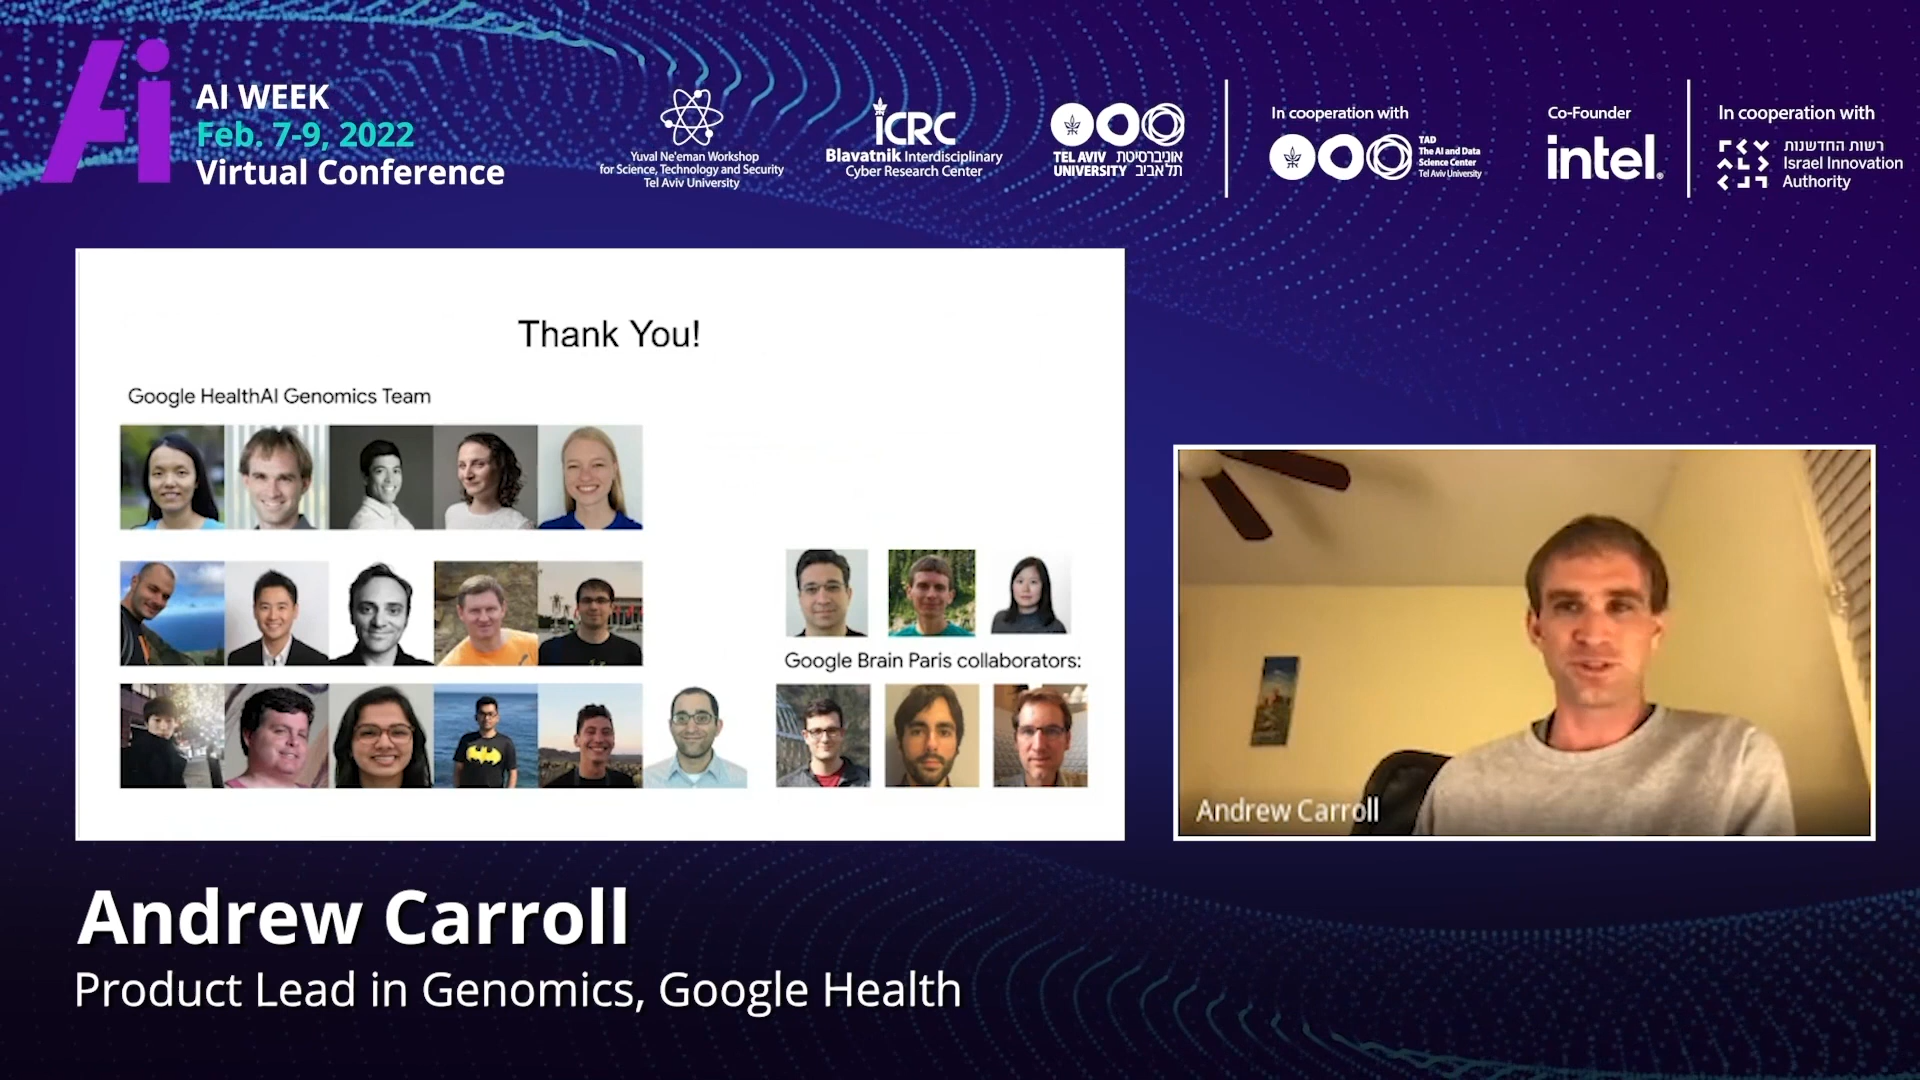 Ai
AI WEEK
Feb. 7-9, 2022
Virtual Conference
Yuval Ne'eman Workshop
for Science, Technology and Security
Tel Aviv University
ICRC
Blavatnik Interdisciplinary
Cyber Research Center
TEL AVIV אוניברסיטת
UNIVERSITY תל אביב
In cooperation with
TAD
The AI and Data
Science Center
Tel Aviv University
Co-Founder
intel.
In cooperation with
רשות החדשנות
Israel Innovation
Authority
Thank You!
Google HealthAI Genomics Team
Google Brain Paris collaborators:
Andrew Carroll
Andrew Carroll
Product Lead in Genomics, Google Health